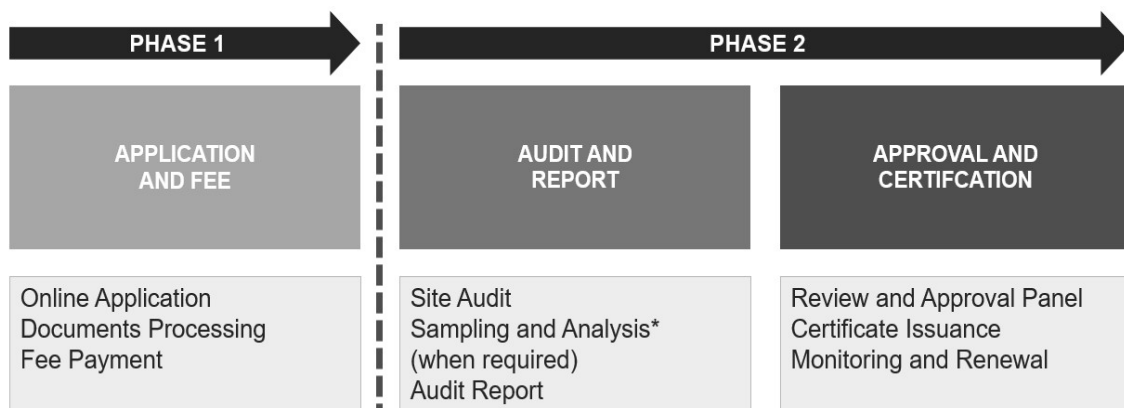 PHASE 1
PHASE 2
APPLICATION
AND FEE
AUDIT AND
REPORT
APPROVAL AND
CERTIFCATION
Online Application
Documents Processing
Fee Payment
Site Audit
Sampling and Analysis*
(when required)
Audit Report
Review and Approval Panel
Certificate Issuance
Monitoring and Renewal